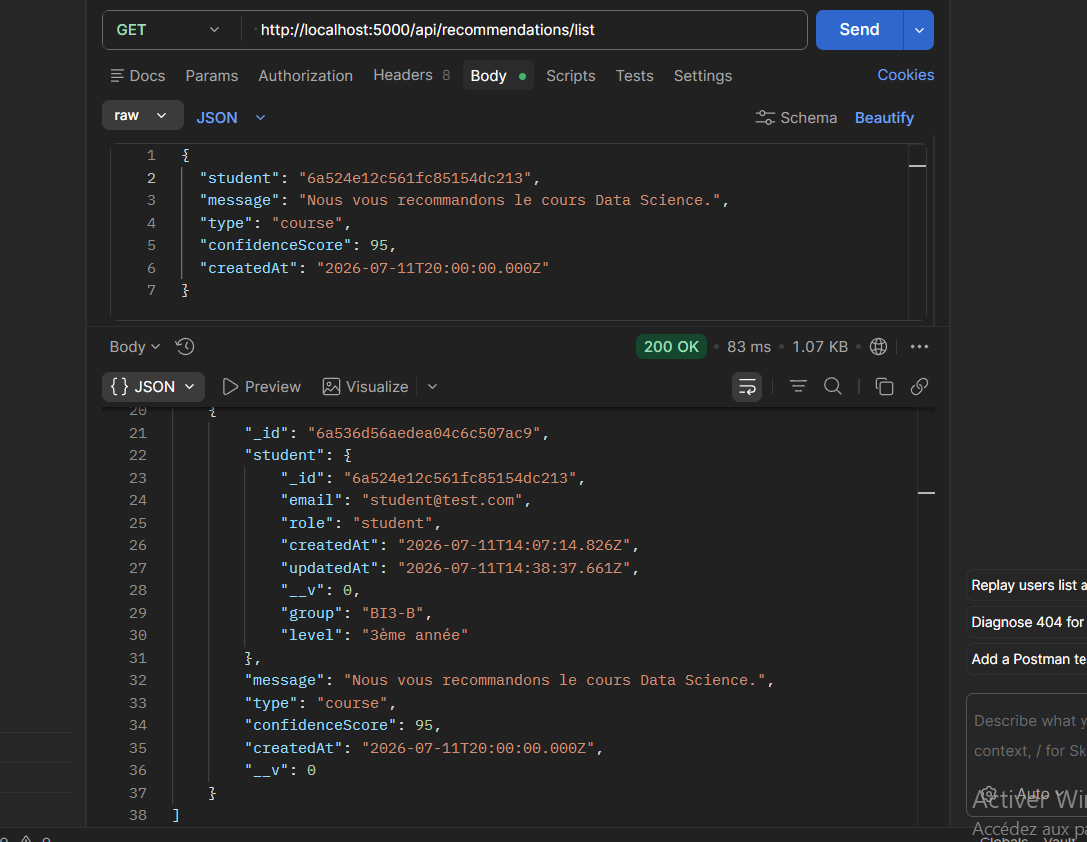 GET http://localhost:5000/api/recommendations/list Send
Docs Params Authorization Headers 8 Body Scripts Tests Settings Cookies
raw JSON Schema Beautify
1 {
2 "student": "6a524e12c561fc85154dc213",
3 "message": "Nous vous recommandons le cours Data Science.",
4 "type": "course",
5 "confidenceScore": 95,
6 "createdAt": "2026-07-11T20:00:00.000Z"
7 }
Body 200 OK • 83 ms • 1.07 KB •
{} JSON Preview Visualize
20 {
21 "_id": "6a536d56aedea04c6c507ac9",
22 "student": {
23 "_id": "6a524e12c561fc85154dc213",
24 "email": "student@test.com",
25 "role": "student",
26 "createdAt": "2026-07-11T14:07:14.826Z",
27 "updatedAt": "2026-07-11T14:38:37.661Z",
28 "__v": 0,
29 "group": "BI3-B",
30 "level": "3ème année"
31 },
32 "message": "Nous vous recommandons le cours Data Science.",
33 "type": "course",
34 "confidenceScore": 95,
35 "createdAt": "2026-07-11T20:00:00.000Z",
36 "__v": 0
37 }
38 ]
Replay users list a
Diagnose 404 for
Add a Postman te
Describe what y
context, / for Sk
Auto
Activer Win
Accédez aux pa
Globals Vault